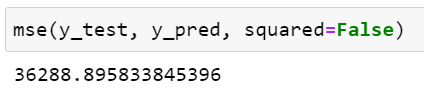 mse(y_test, y_pred, squared=False)
36288.895833845396